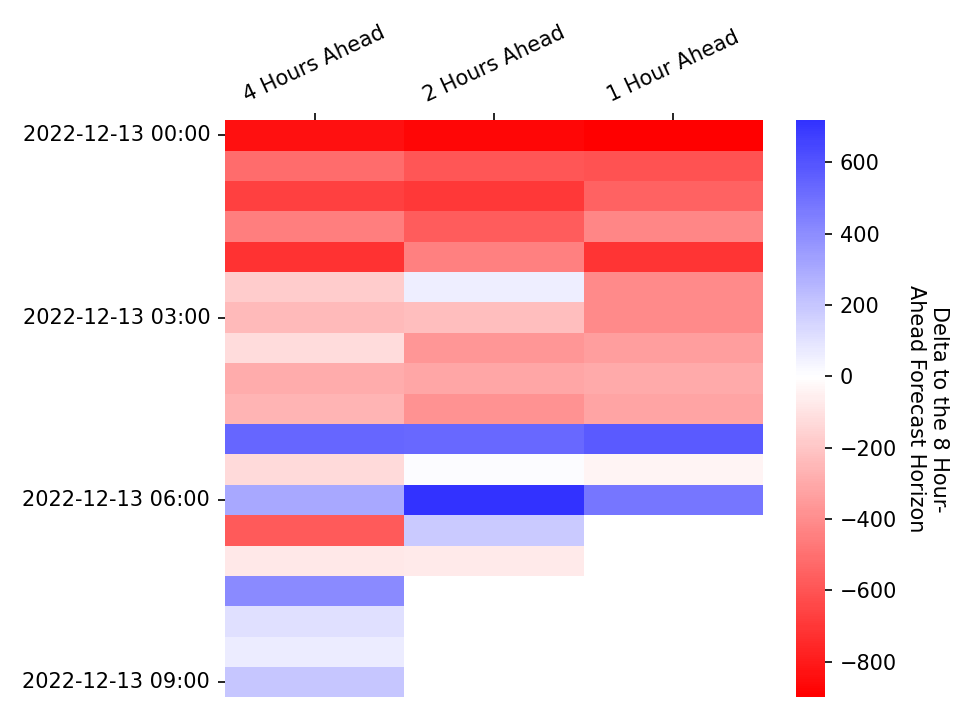 4 Hours Ahead
2 Hours Ahead
1 Hour Ahead
2022-12-13 00:00
2022-12-13 03:00
2022-12-13 06:00
2022-12-13 09:00
600
400
200
0
−200
−400
−600
−800
Delta to the 8 Hour-
Ahead Forecast Horizon